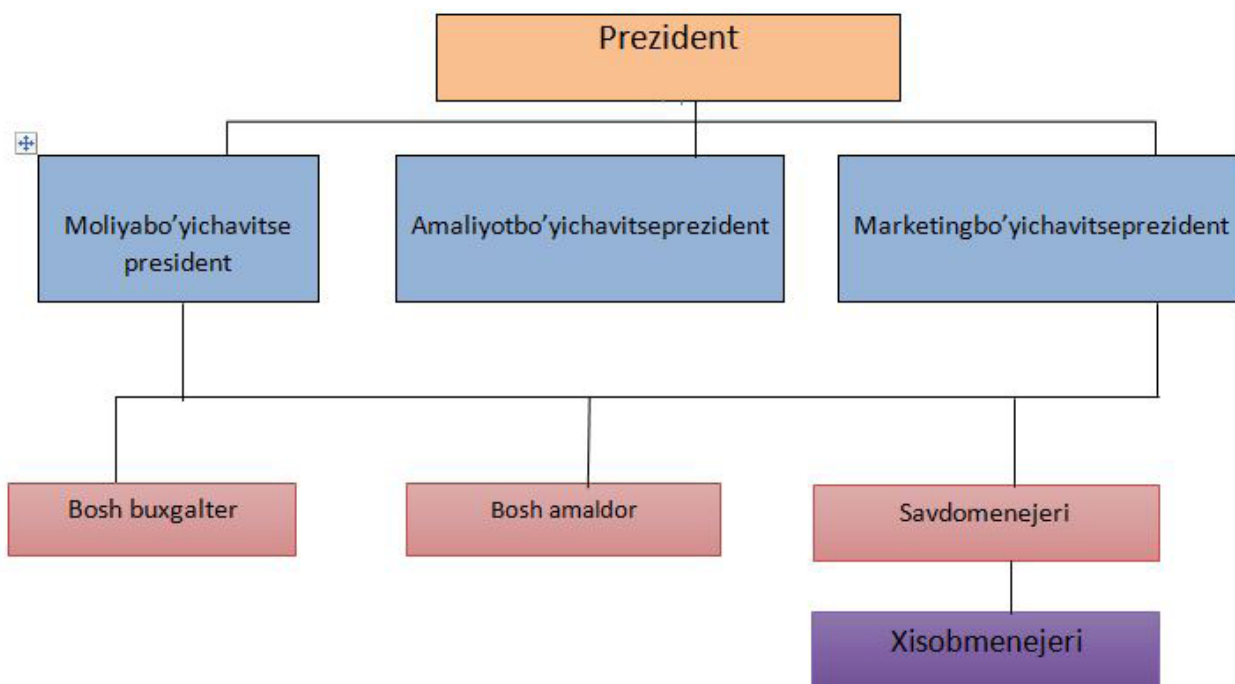 Prezident
Moliyabo'yichavitse
president
Amaliyotbo'yichavitseprezident
Marketingbo'yichavitseprezident
Bosh buxgalter
Bosh amaldor
Savdomenejeri
Xisobmenejeri